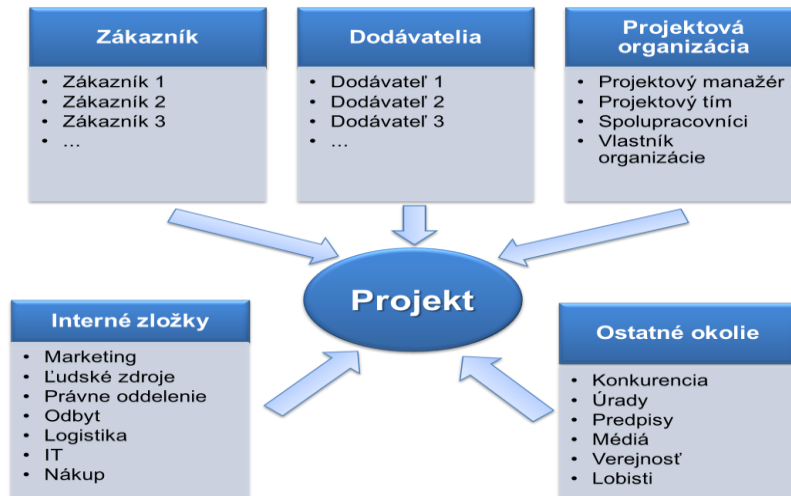 Zákazník
• Zákazník 1
• Zákazník 2
• Zákazník 3
• ...
Dodávatelia
• Dodávateľ 1
• Dodávateľ 2
• Dodávateľ 3
• ...
Projektová
organizácia
• Projektový manažér
• Projektový tím
• Spolupracovníci
• Vlastník
organizácie
Projekt
Interné zložky
• Marketing
• Ľudské zdroje
• Právne oddelenie
• Odbyt
• Logistika
• IT
• Nákup
Ostatné okolie
• Konkurencia
• Úrady
• Predpisy
• Médiá
• Verejnosť
• Lobisti